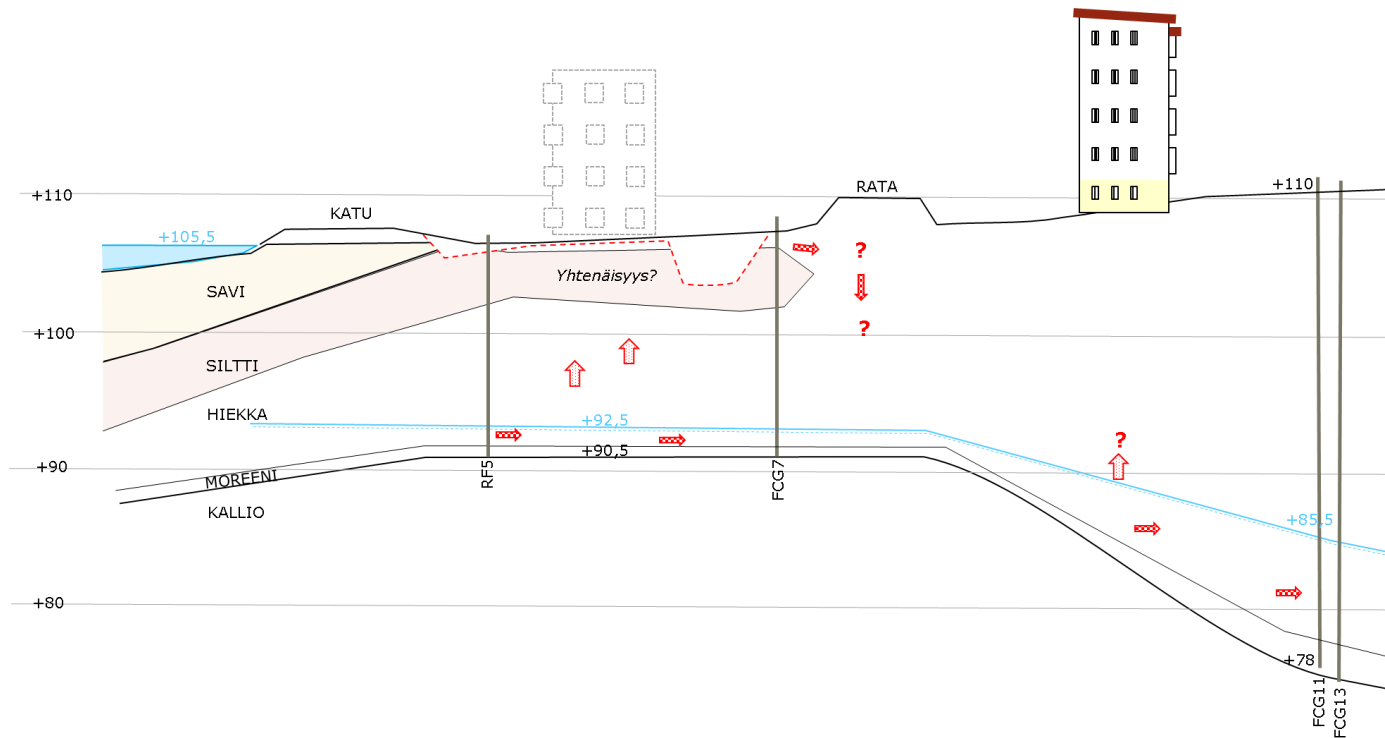 +110
RATA
+110
KATU
+105,5
?
Yhtenäisyys?
SAVI
+100
?
SILTTI
HIEKKA
+92,5
?
+90,5
+90
RF5
FCG7
MOREENI
KALLIO
+85,5
+80
+78
FCG11
FCG13